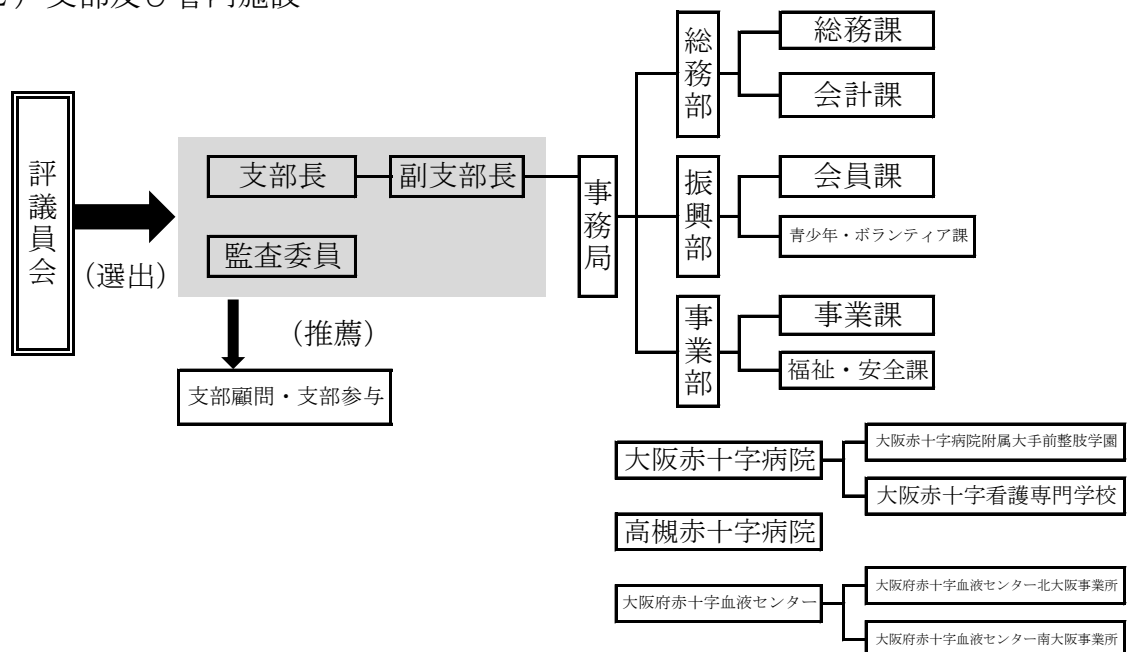 支部及び管内施設
評議員会
(選出)
支部長
副支部長
監査委員
(推薦)
支部顧問・支部参与
事務局
総務部
総務課
会計課
振興部
会員課
青少年・ボランティア課
事業部
事業課
福祉・安全課
大阪赤十字病院
大阪赤十字病院附属大手前整肢学園
大阪赤十字看護専門学校
高槻赤十字病院
大阪府赤十字血液センター
大阪府赤十字血液センター北大阪事業所
大阪府赤十字血液センター南大阪事業所